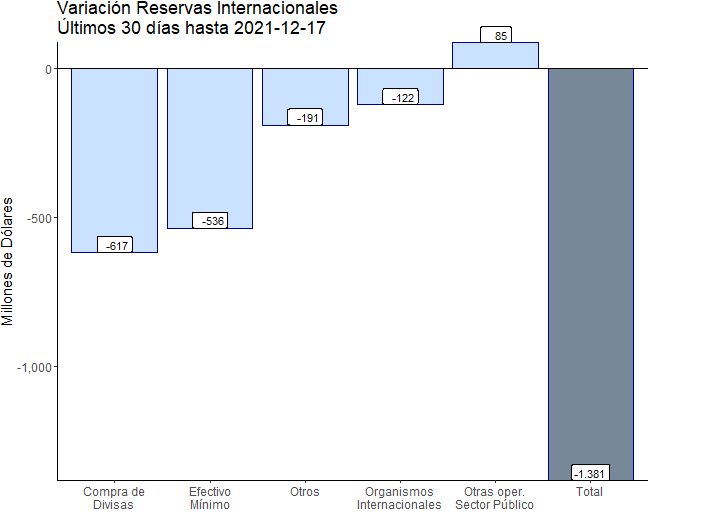 Variación Reservas Internacionales
Últimos 30 días hasta 2021-12-17
Millones de Dólares
0
-500
-1,000
-617
-536
-191
-122
85
-1.381
Compra de
Divisas
Efectivo
Mínimo
Otros
Organismos
Internacionales
Otras oper.
Sector Público
Total